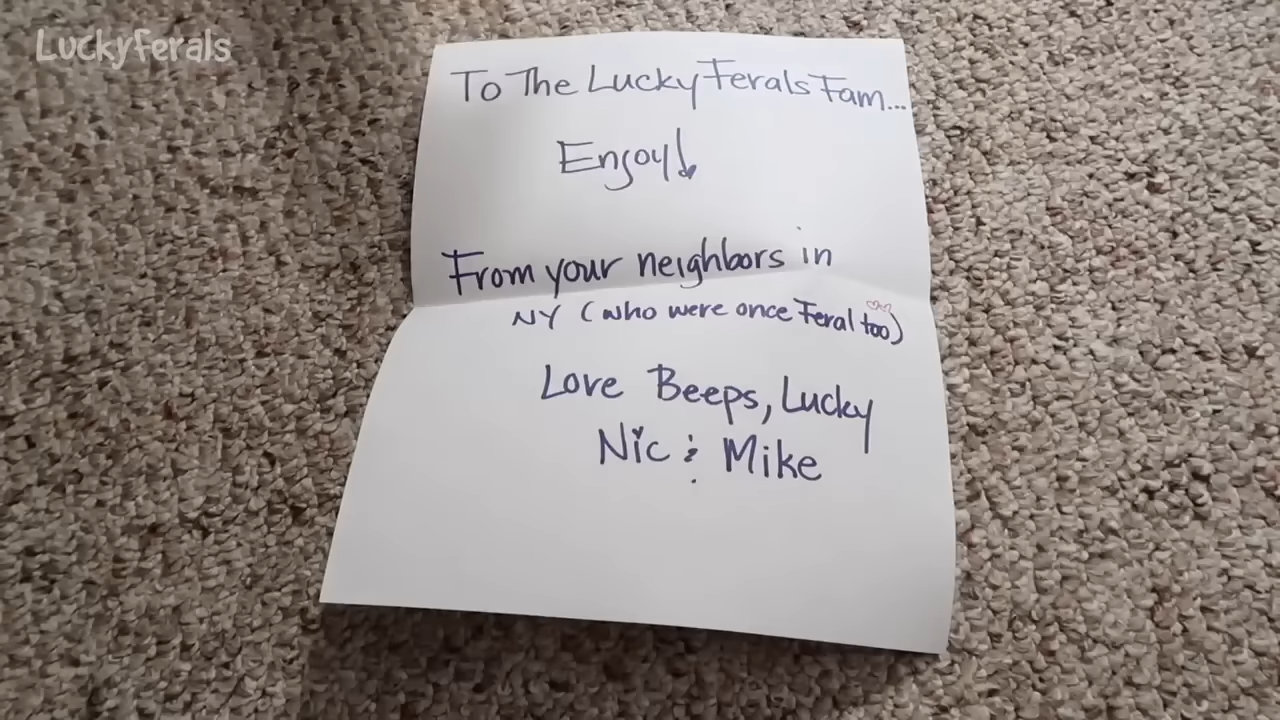 LuckyFerals
To The LuckyFerals Fam...
Enjoy!
From your neighbors in
NY (who were once Feral too)
Love Beeps, Lucky
Nic & Mike